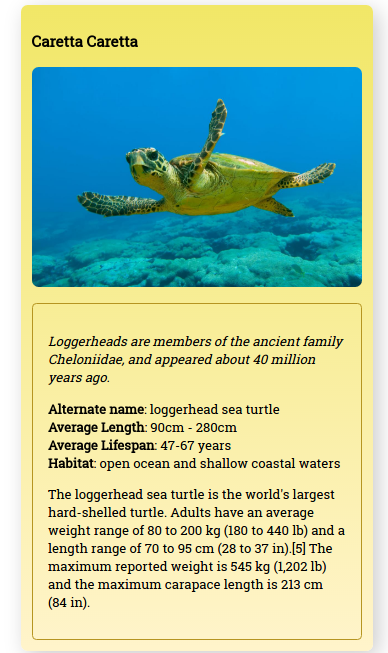 Caretta Caretta
Loggerheads are members of the ancient family
Cheloniidae, and appeared about 40 million
years ago.
Alternate name: loggerhead sea turtle
Average Length: 90cm - 280cm
Average Lifespan: 47-67 years
Habitat: open ocean and shallow coastal waters
The loggerhead sea turtle is the world's largest
hard-shelled turtle. Adults have an average
weight range of 80 to 200 kg (180 to 440 lb) and a
length range of 70 to 95 cm (28 to 37 in).[5] The
maximum reported weight is 545 kg (1,202 lb)
and the maximum carapace length is 213 cm
(84 in).